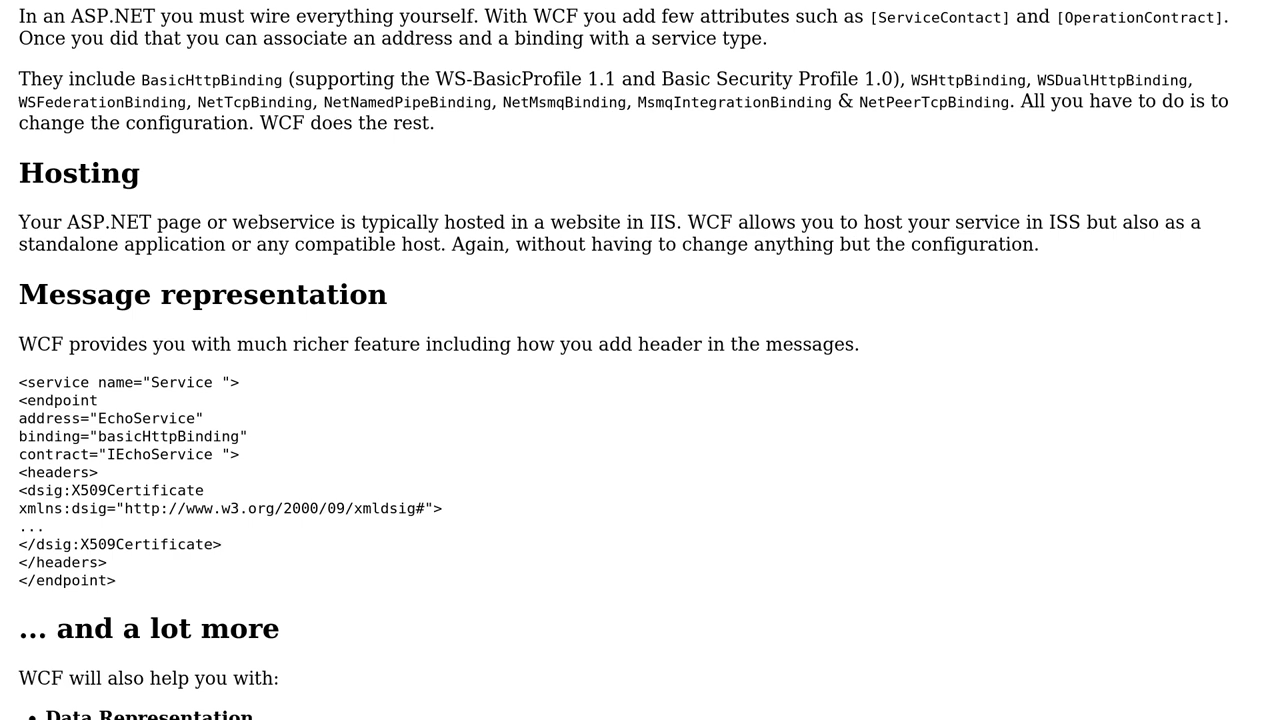 In an ASP.NET you must wire everything yourself. With WCF you add few attributes such as [ServiceContact] and [OperationContract].
Once you did that you can associate an address and a binding with a service type.
They include BasicHttpBinding (supporting the WS-BasicProfile 1.1 and Basic Security Profile 1.0), WSHttpBinding, WSDualHttpBinding,
WSFederationBinding, NetTcpBinding, NetNamedPipeBinding, NetMsmqBinding, MsmqIntegrationBinding & NetPeerTcpBinding. All you have to do is to
change the configuration. WCF does the rest.
Hosting
Your ASP.NET page or webservice is typically hosted in a website in IIS. WCF allows you to host your service in ISS but also as a
standalone application or any compatible host. Again, without having to change anything but the configuration.
Message representation
WCF provides you with much richer feature including how you add header in the messages.
<service name="Service ">
<endpoint
address="EchoService"
binding="basicHttpBinding"
contract="IEchoService ">
<headers>
<dsig:X509Certificate
xmlns:dsig="http://www.w3.org/2000/09/xmldsig#">
...
</dsig:X509Certificate>
</headers>
</endpoint>
... and a lot more
WCF will also help you with:
• Data Representation